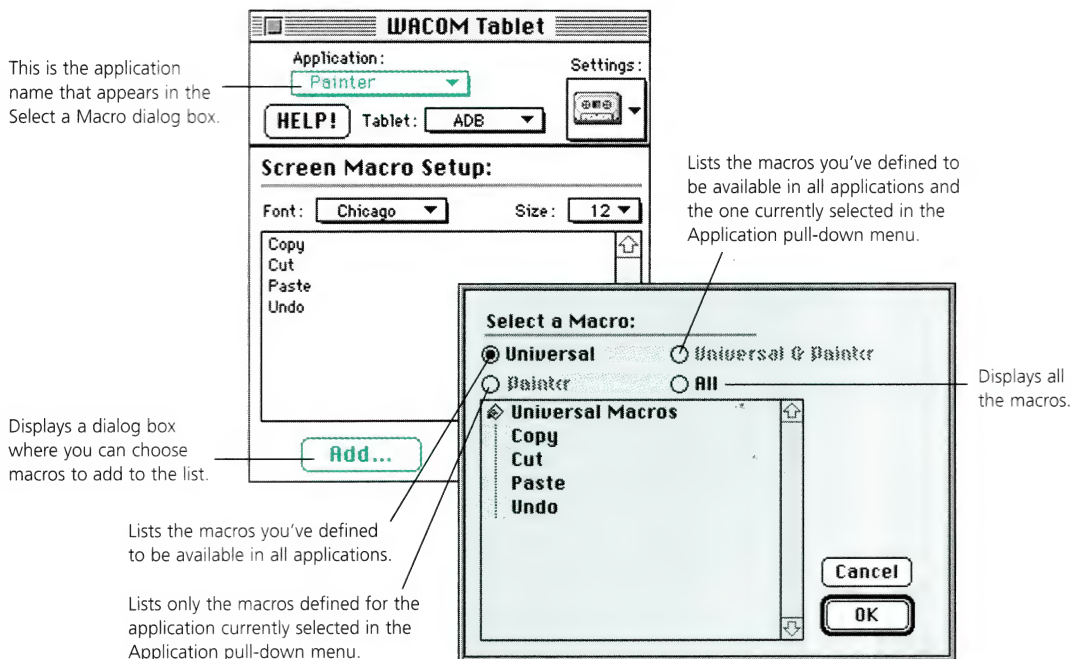 WACOM Tablet
This is the application
name that appears in the
Select a Macro dialog box.
Application:
Painter
Settings:
HELP!
Tablet:
ADB
Screen Macro Setup:
Font:
Chicago
Size:
12
Copy
Cut
Paste
Undo
Lists the macros you've defined to
be available in all applications and
the one currently selected in the
Application pull-down menu.
Select a Macro:
Universal
Universal & Painter
Painter
All
Displays all
the macros.
Universal Macros
Copy
Cut
Paste
Undo
Displays a dialog box
where you can choose
macros to add to the list.
Add...
Lists the macros you've defined
to be available in all applications.
Cancel
OK
Lists only the macros defined for the
application currently selected in the
Application pull-down menu.